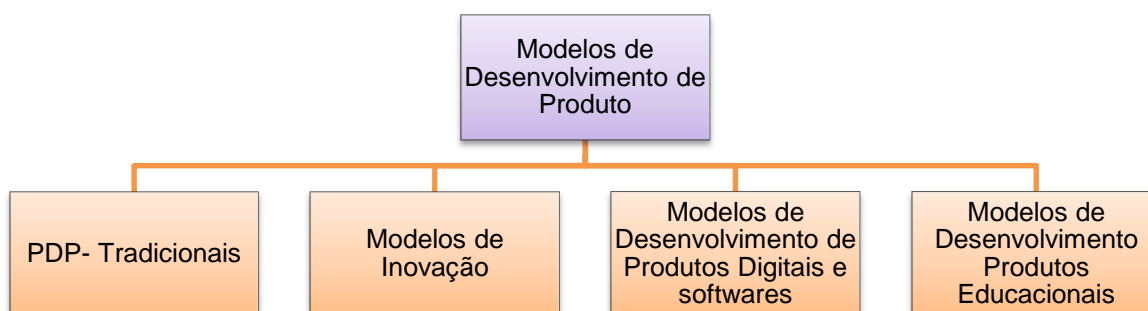 Modelos de
Desenvolvimento de
Produto
PDP- Tradicionais
Modelos de
Inovação
Modelos de
Desenvolvimento de
Produtos Digitais e
softwares
Modelos de
Desenvolvimento
Produtos
Educacionais